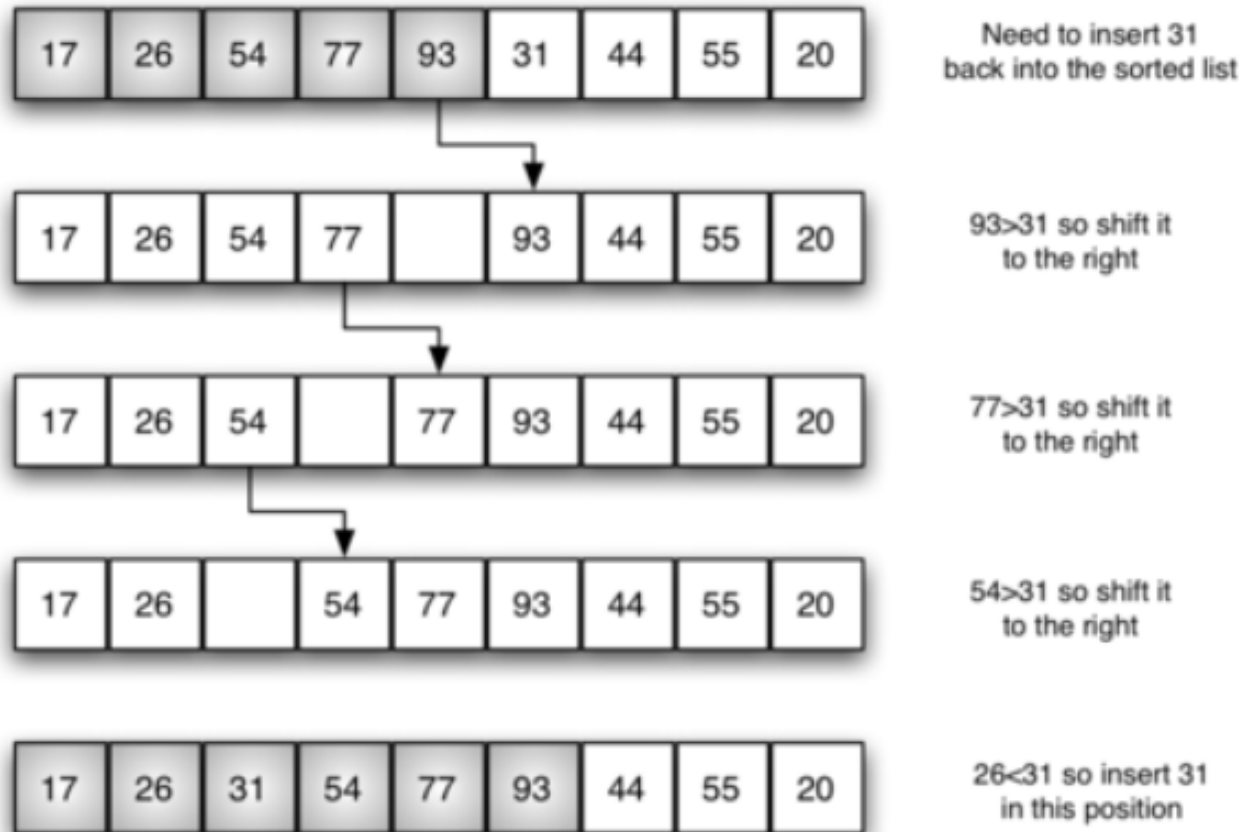 17 26 54 77 93 31 44 55 20
Need to insert 31
back into the sorted list
17 26 54 77 93 44 55 20
93>31 so shift it
to the right
17 26 54 77 93 44 55 20
77>31 so shift it
to the right
17 26 54 77 93 44 55 20
54>31 so shift it
to the right
17 26 31 54 77 93 44 55 20
26<31 so insert 31
in this position